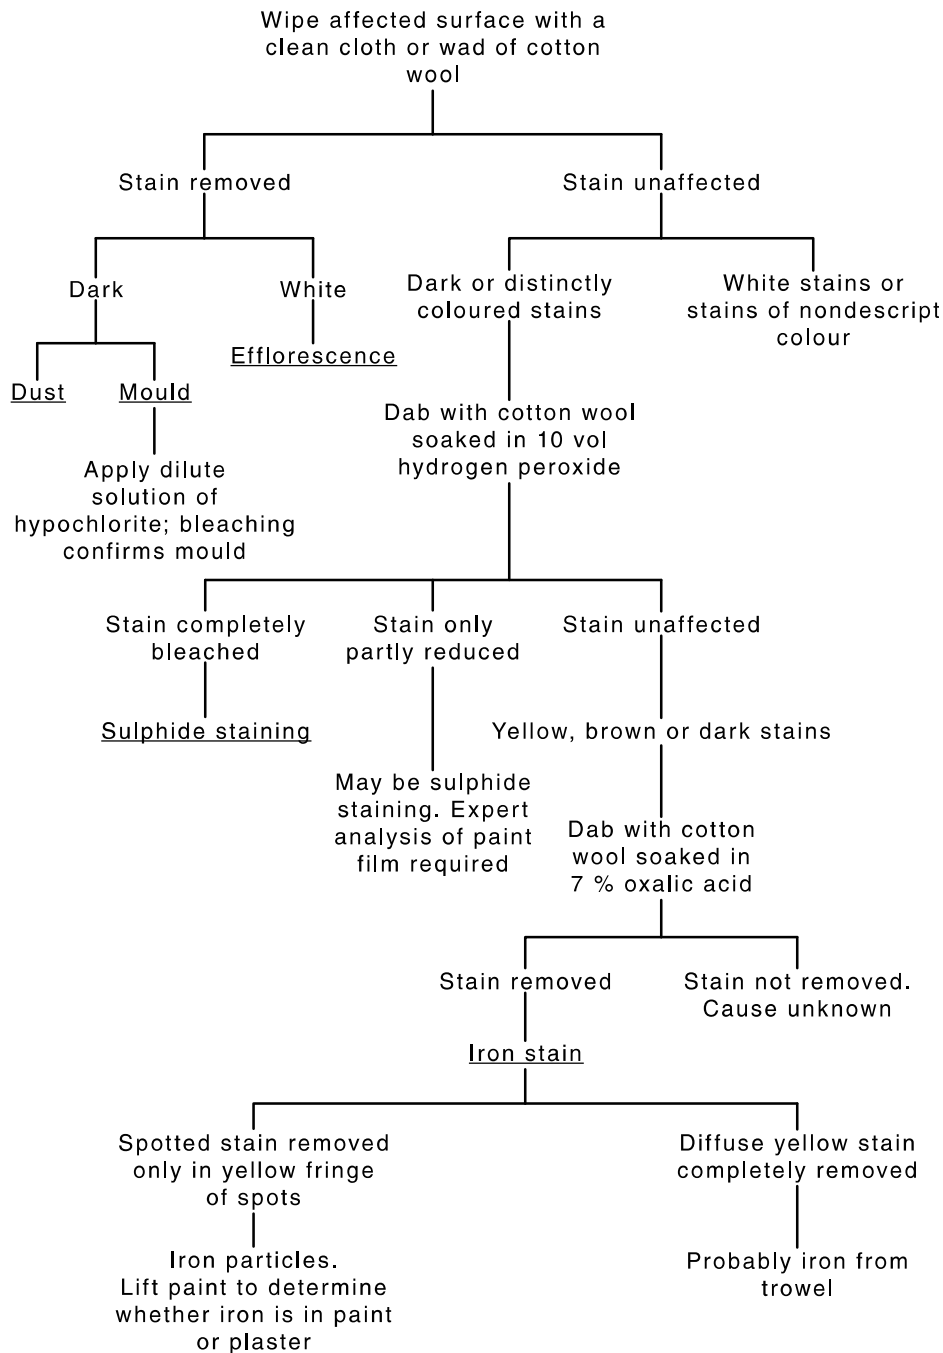 Wipe affected surface with a
clean cloth or wad of cotton
wool
Stain removed
Stain unaffected
Dark
White
Dark or distinctly
coloured stains
White stains or
stains of nondescript
colour
Efflorescence
Dust
Mould
Dab with cotton wool
soaked in 10 vol
hydrogen peroxide
Apply dilute
solution of
hypochlorite; bleaching
confirms mould
Stain completely
bleached
Stain only
partly reduced
Stain unaffected
Sulphide staining
Yellow, brown or dark stains
May be sulphide
staining. Expert
analysis of paint
film required
Dab with cotton
wool soaked in
7 % oxalic acid
Stain removed
Stain not removed.
Cause unknown
Iron stain
Spotted stain removed
only in yellow fringe
of spots
Diffuse yellow stain
completely removed
Iron particles.
Lift paint to determine
whether iron is in paint
or plaster
Probably iron from
trowel